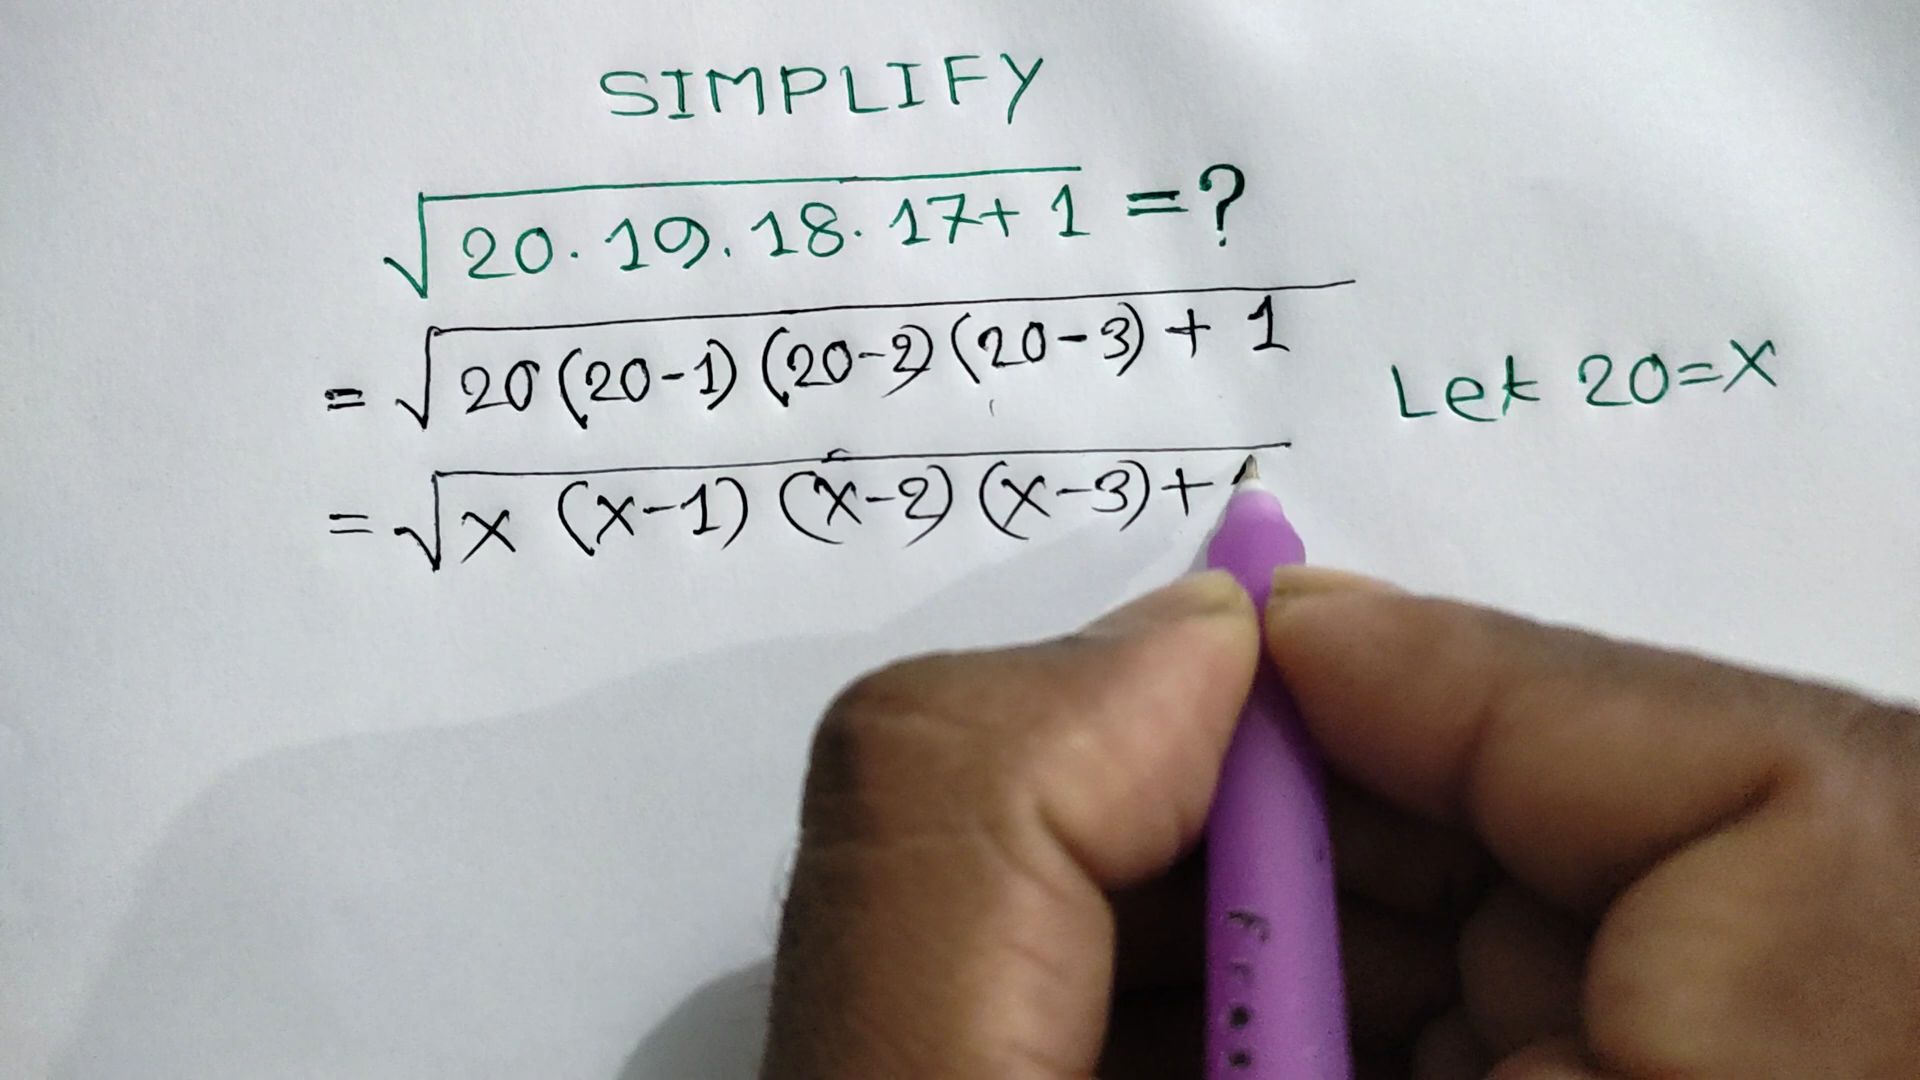 SIMPLIFY
√20.19.18.17+1 =?
= √20(20-1)(20-2)(20-3)+1
Let 20=x
= √x (x-1) (x-2) (x-3)+